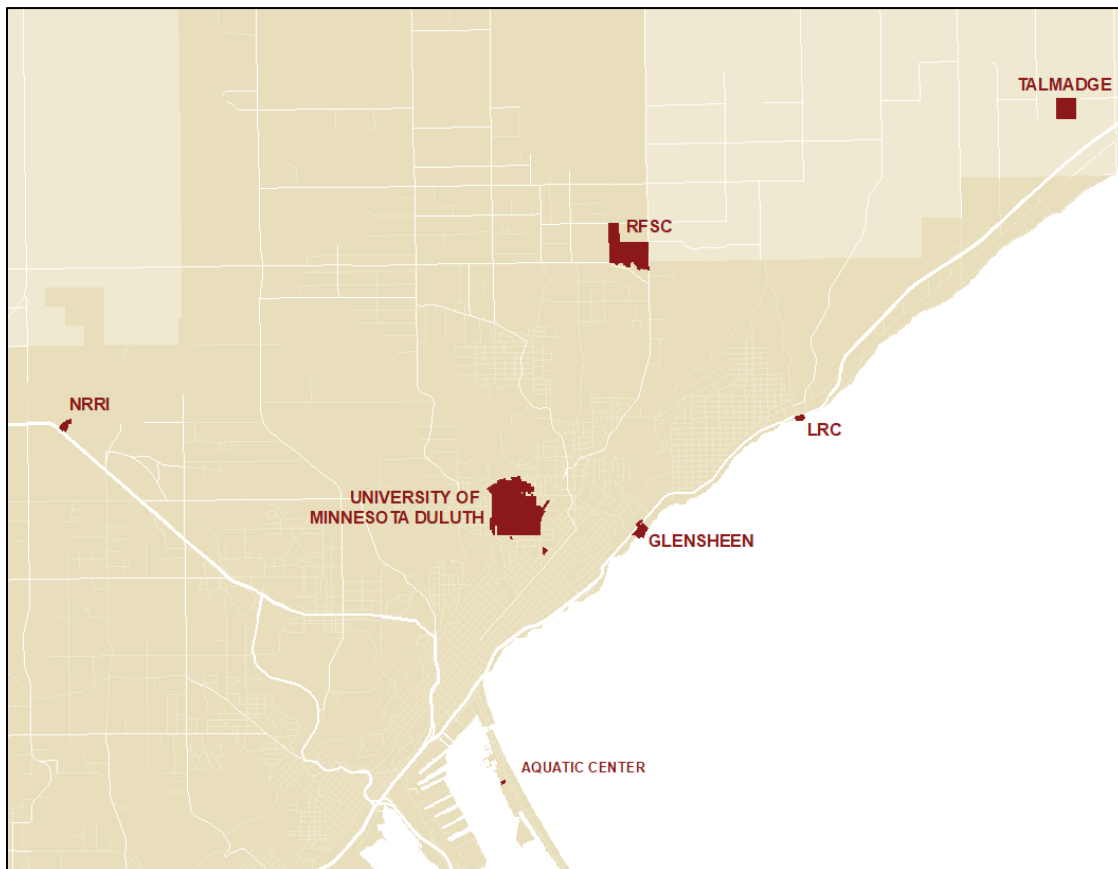 TALMADGE
RFSC
NRRI
LRC
UNIVERSITY OF
MINNESOTA DULUTH
GLENSHEEN
AQUATIC CENTER